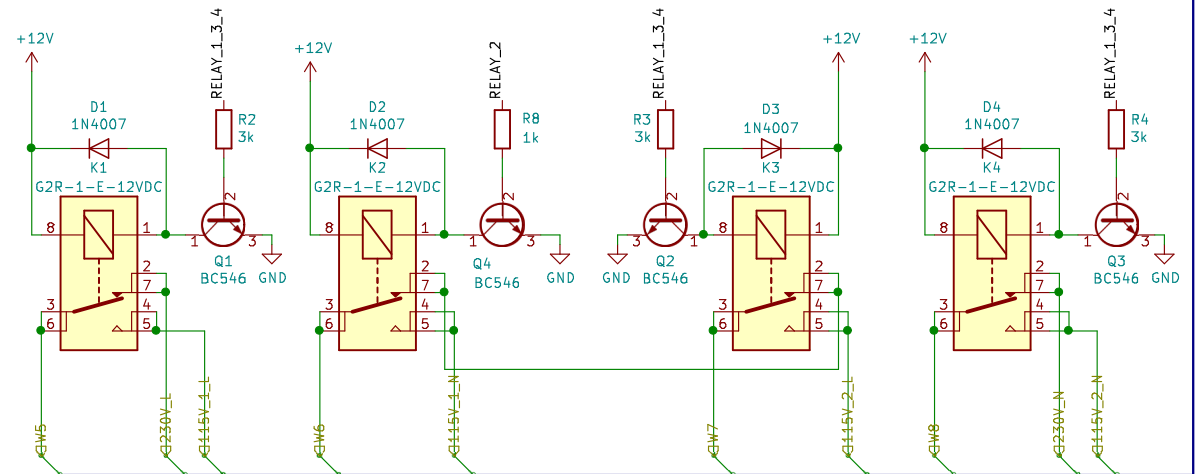 +12V
RELAY_1_3_4
D1
1N4007
R2
3k
K1
G2R-1-E-12VDC
2
8
1
1
3
Q1
BC546
GND
2
7
3
4
6
5
W5
230V_L
115V_1_L
+12V
RELAY_2
D2
1N4007
R8
1k
K2
G2R-1-E-12VDC
2
8
1
1
3
Q4
BC546
GND
2
7
3
4
6
5
W6
115V_1_N
RELAY_1_3_4
+12V
R3
3k
D3
1N4007
K3
G2R-1-E-12VDC
2
3
1
8
1
GND
Q2
BC546
2
7
3
4
6
5
W7
115V_2_L
+12V
RELAY_1_3_4
D4
1N4007
R4
3k
K4
G2R-1-E-12VDC
2
8
1
1
3
Q3
BC546
GND
2
7
3
4
6
5
W8
230V_N
115V_2_N